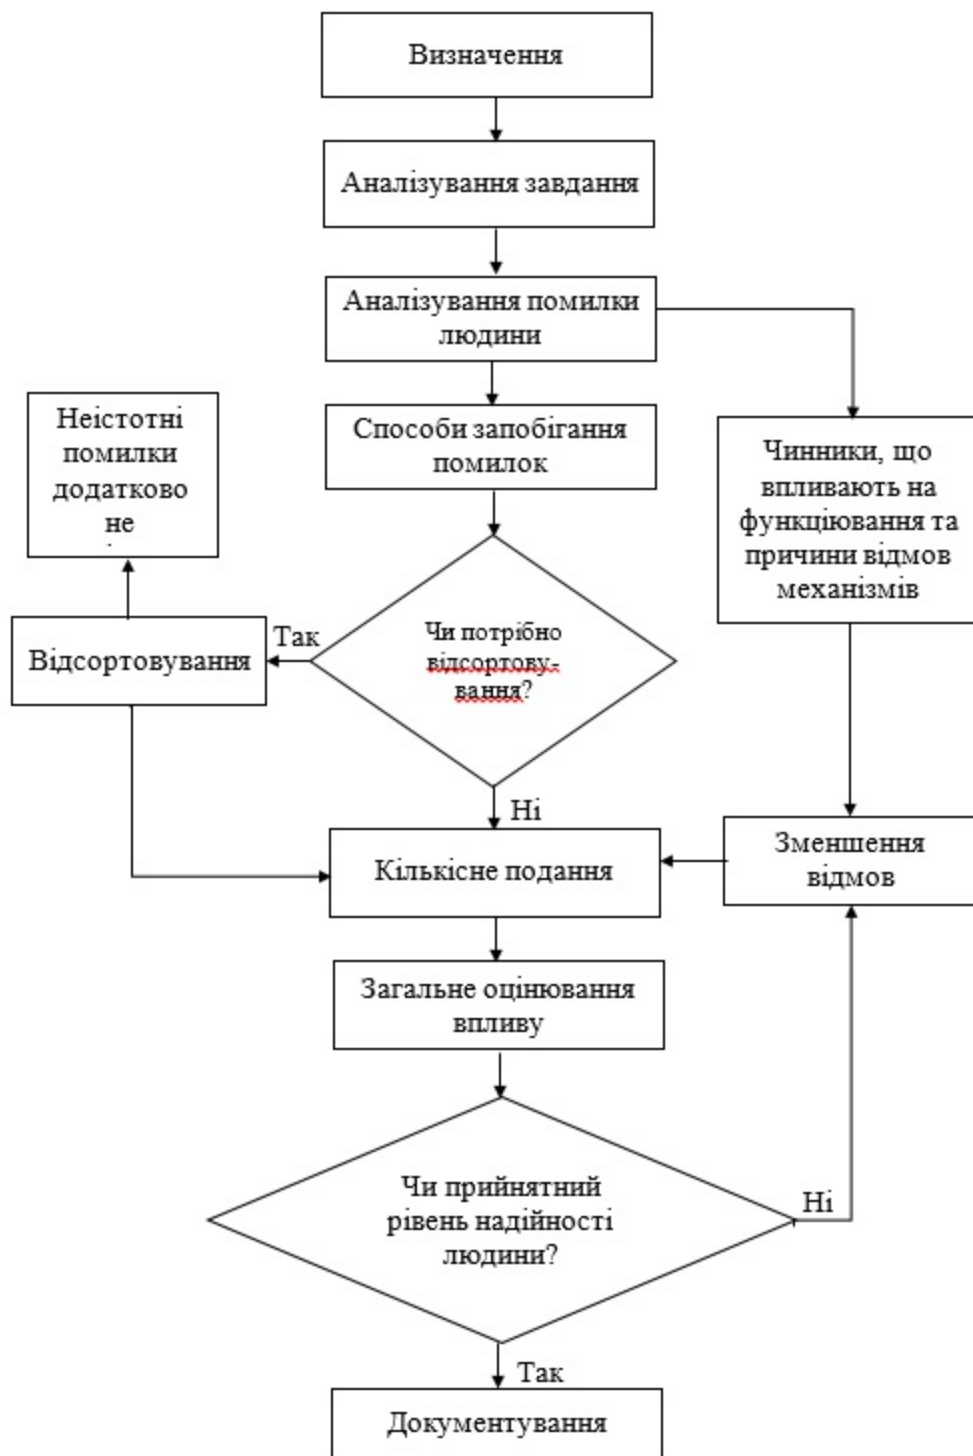 Визначення
Аналізування завдання
Аналізування помилки
людини
Способи запобігання
помилок
Неістотні
помилки
додатково
не
Чинники, що
впливають на
функціювання та
причини відмов
механізмів
Чи потрібно
відсортову-
вання?
Так
Відсортовування
Ні
Кількісне подання
Зменшення
відмов
Загальне оцінювання
впливу
Чи прийнятний
рівень надійності
людини?
Ні
Так
Документування